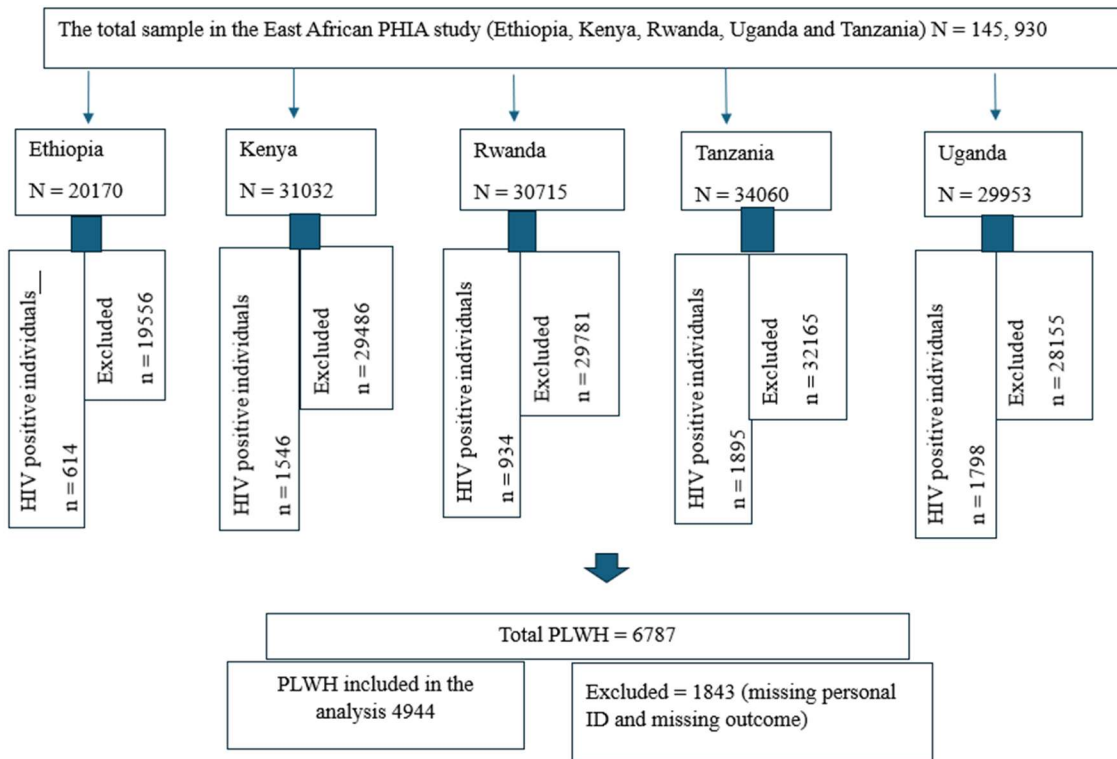 The total sample in the East African PHIA study (Ethiopia, Kenya, Rwanda, Uganda and Tanzania) N = 145, 930
Ethiopia
N = 20170
Kenya
N = 31032
Rwanda
N = 30715
Tanzania
N = 34060
Uganda
N = 29953
HIV positive individuals_
n = 614
Excluded
n = 19556
HIV positive individuals
n = 1546
Excluded
n = 29486
HIV positive individuals
n = 934
Excluded
n = 29781
HIV positive individuals
n = 1895
Excluded
n = 32165
HIV positive individuals
n = 1798
Excluded
n = 28155
Total PLWH = 6787
PLWH included in the
analysis 4944
Excluded = 1843 (missing personal
ID and missing outcome)